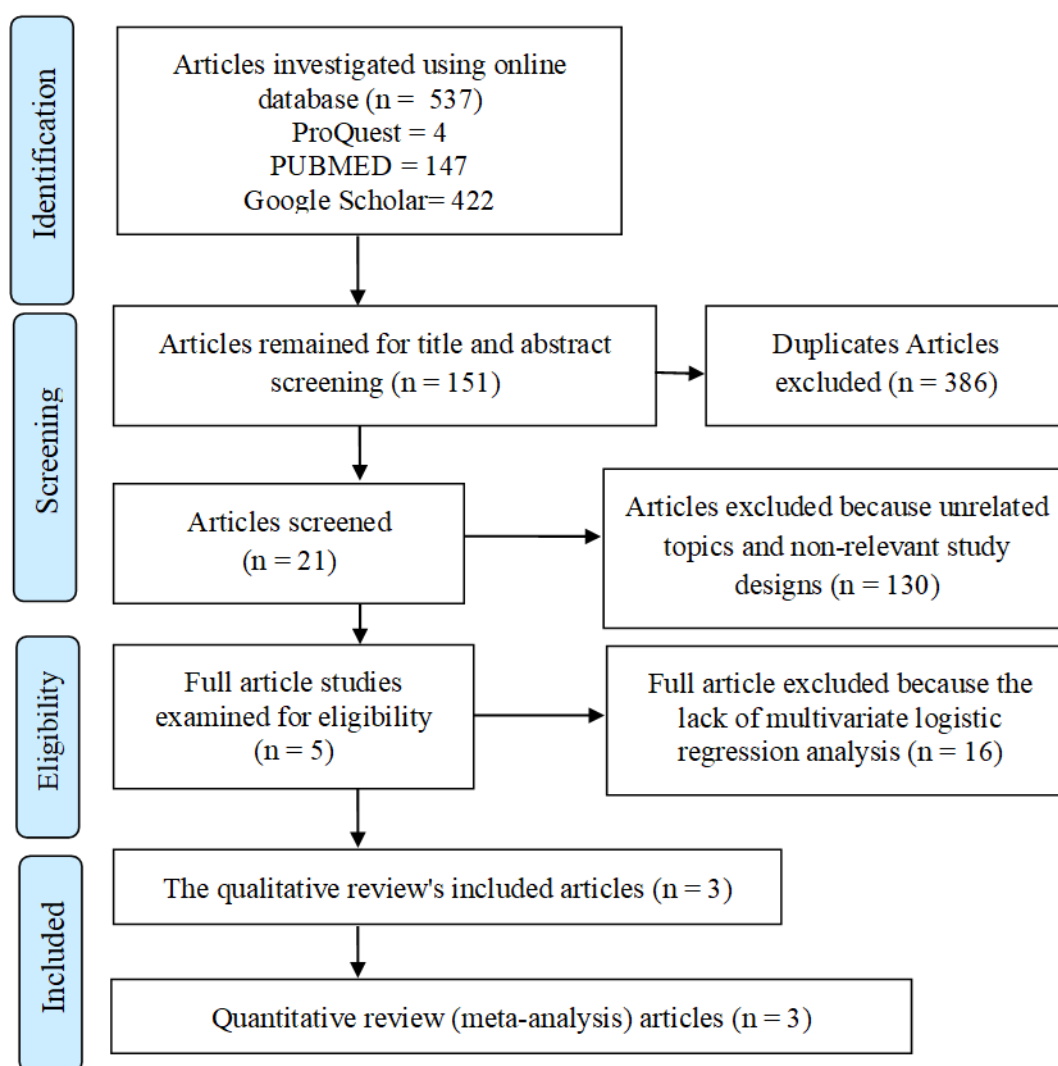 Identification
Articles investigated using online
database (n =  537)
ProQuest = 4
PUBMED = 147
Google Scholar= 422
Screening
Articles remained for title and abstract
screening (n = 151)
Duplicates Articles
excluded (n = 386)
Articles screened
(n = 21)
Articles excluded because unrelated
topics and non-relevant study
designs (n = 130)
Eligibility
Full article studies
examined for eligibility
(n = 5)
Full article excluded because the
lack of multivariate logistic
regression analysis (n = 16)
Included
The qualitative review's included articles (n = 3)
Quantitative review (meta-analysis) articles (n = 3)